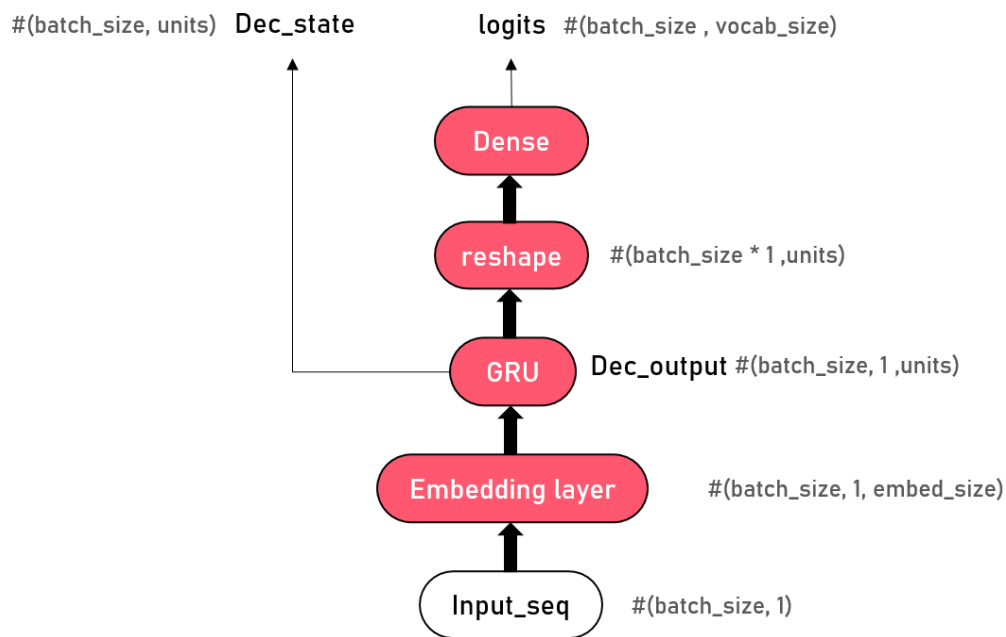 #(batch_size, units) Dec_state logits #(batch_size , vocab_size)
Dense
reshape #(batch_size * 1 ,units)
GRU Dec_output #(batch_size, 1 ,units)
Embedding layer #(batch_size, 1, embed_size)
Input_seq #(batch_size, 1)